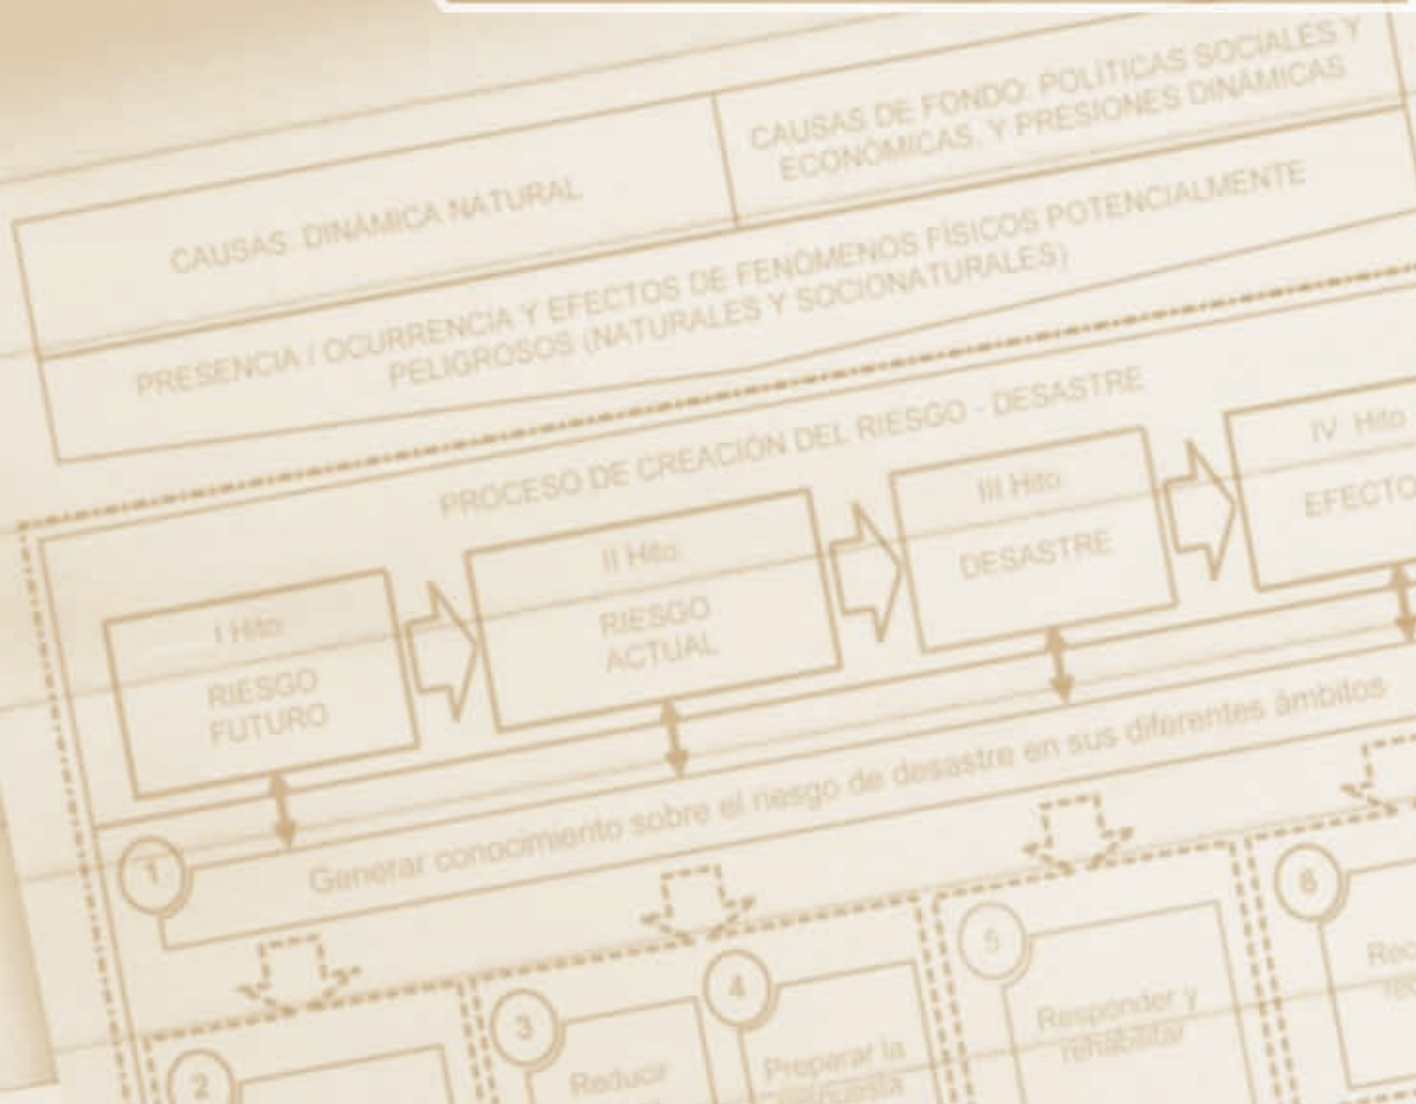 CAUSAS: DINÁMICA NATURAL
CAUSAS DE FONDO: POLÍTICAS SOCIALES Y
ECONÓMICAS, Y PRESIONES DINÁMICAS
PRESENCIA / OCURRENCIA Y EFECTOS DE FENÓMENOS FÍSICOS POTENCIALMENTE
PELIGROSOS (NATURALES Y SOCIONATURALES)
PROCESO DE CREACIÓN DEL RIESGO - DESASTRE
I Hito
RIESGO
FUTURO
II Hito
RIESGO
ACTUAL
III Hito
DESASTRE
IV Hito
EFECTO
1
Generar conocimiento sobre el riesgo de desastre en sus diferentes ámbitos
2
3
Reducir
4
Preparar la
respuesta
5
Responder y
rehabilitar
6
Rec